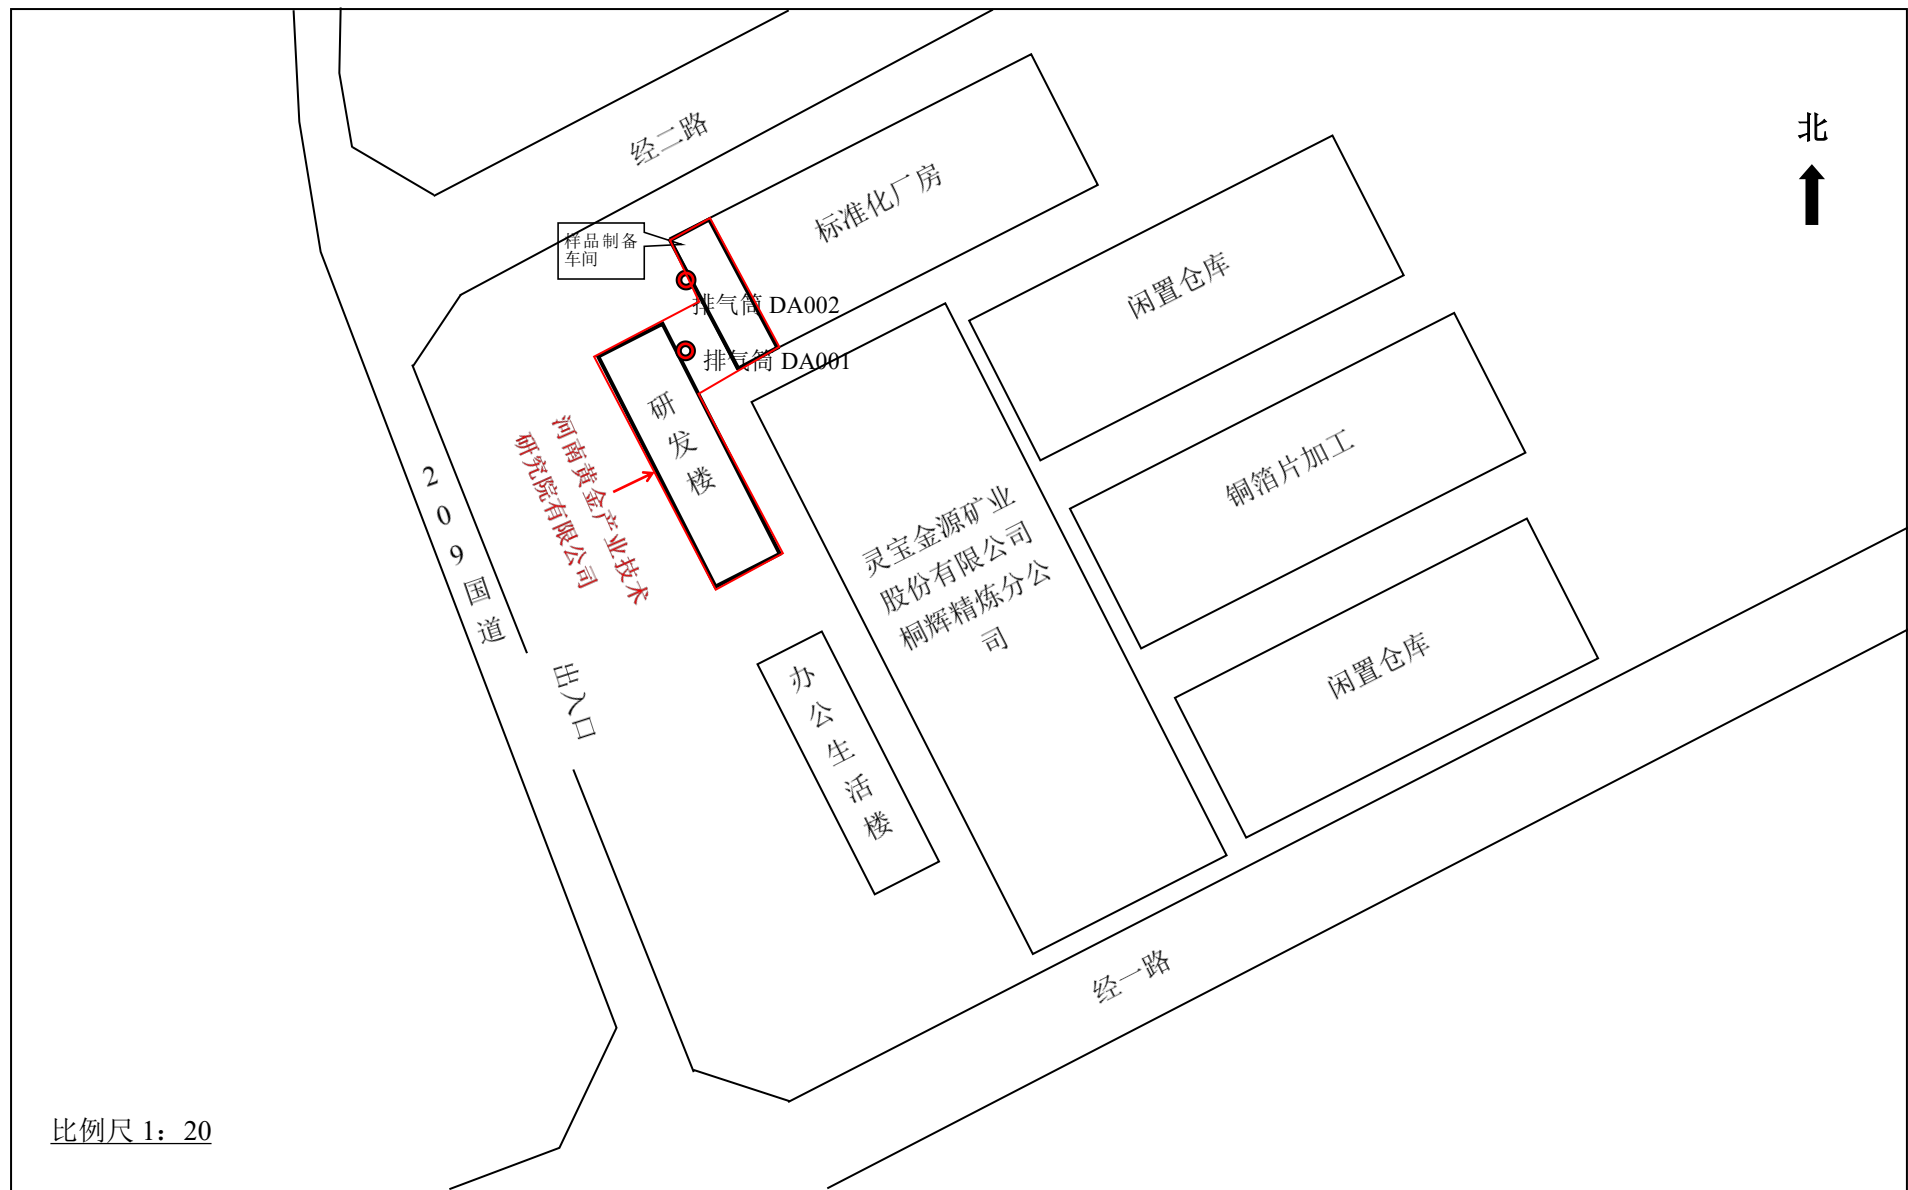 经二路
北
标准化厂房
样品制备
车间
闲置仓库
排气筒 DA002
排气筒 DA001
研发楼
河南黄金产业技术
研究院有限公司
铜箔片加工
209国道
灵宝金源矿业
股份有限公司
桐辉精炼分公
司
闲置仓库
出入口
办公生活楼
经一路
比例尺 1：20